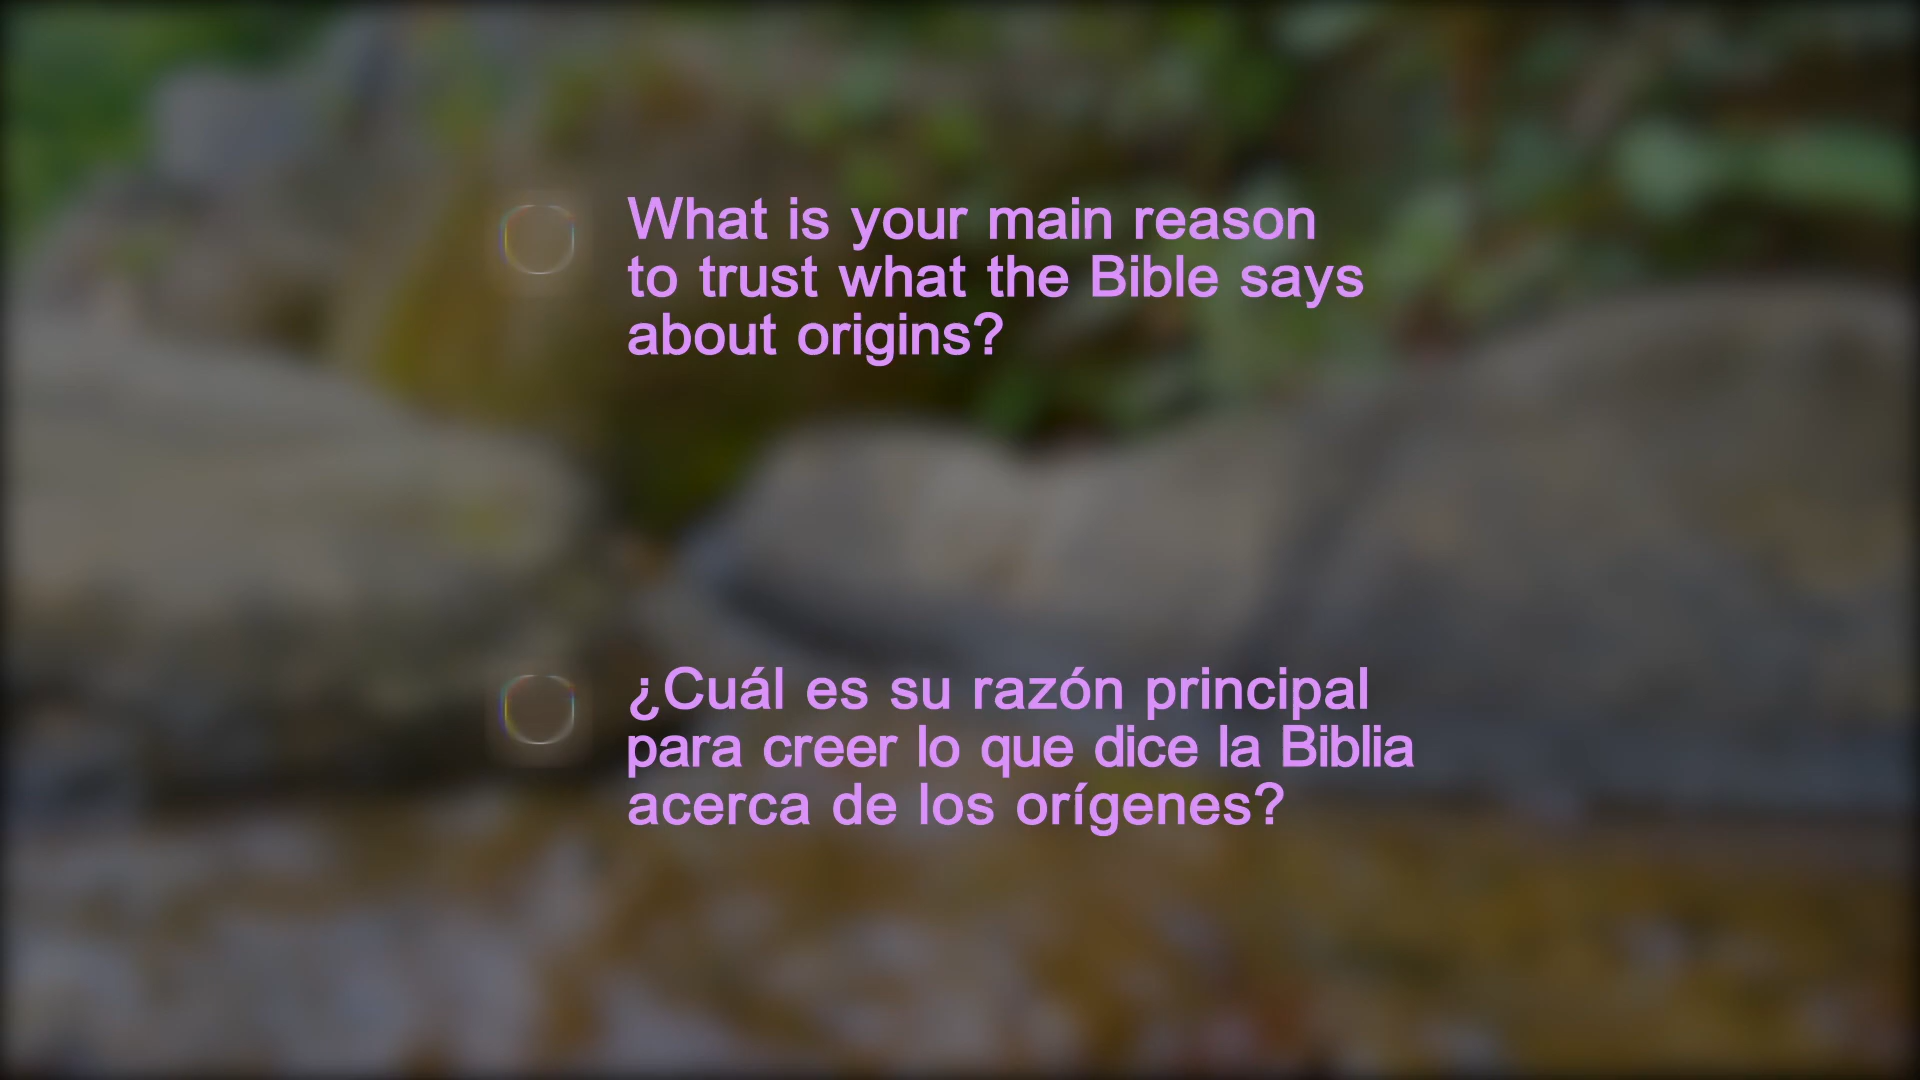 What is your main reason
to trust what the Bible says
about origins?
¿Cuál es su razón principal
para creer lo que dice la Biblia
acerca de los orígenes?